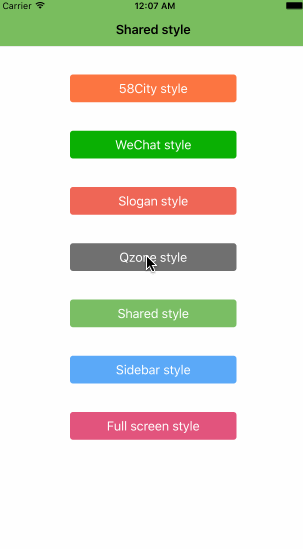 Carrier 12:07 AM
Shared style
58City style
WeChat style
Slogan style
Qzone style
Shared style
Sidebar style
Full screen style